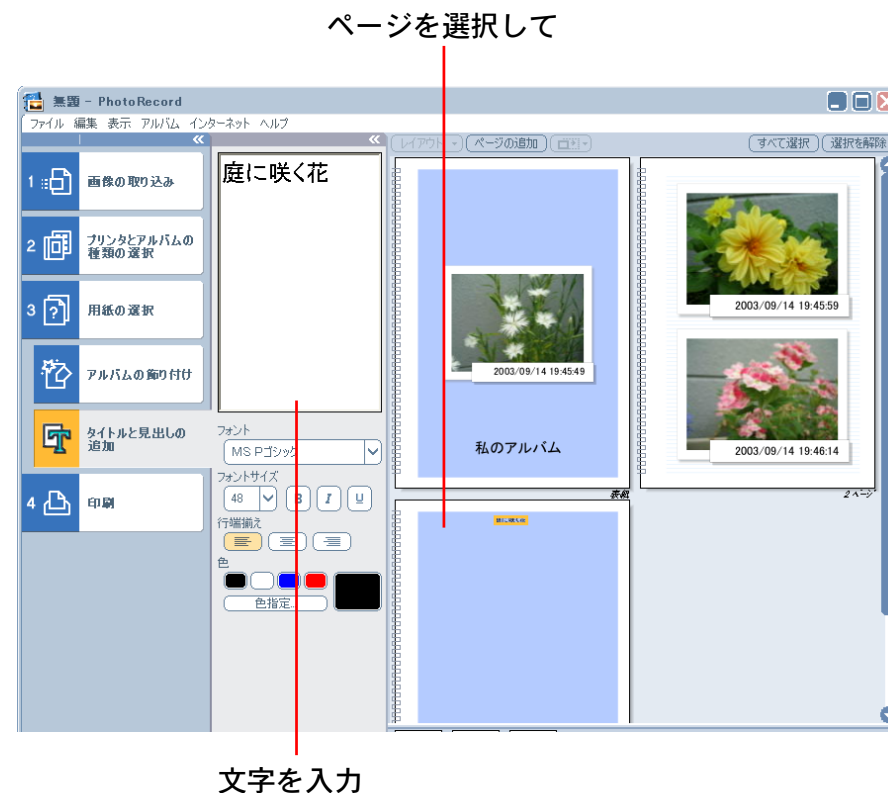 ページを選択して
無題 - PhotoRecord
ファイル 編集 表示 アルバム インターネット ヘルプ
レイアウト ページの追加 すべて選択 選択を解除
1 画像の取り込み
2 プリンタとアルバムの
種類の選択
3 用紙の選択
アルバムの飾り付け
タイトルと見出しの
追加
4 印刷
庭に咲く花
フォント
MS Pゴシック
フォントサイズ
48 B I U
行端揃え
色
色指定...
2003/09/14 19:45:49
私のアルバム
表紙
2003/09/14 19:45:59
2003/09/14 19:46:14
2 ページ
庭に咲く花
文字を入力